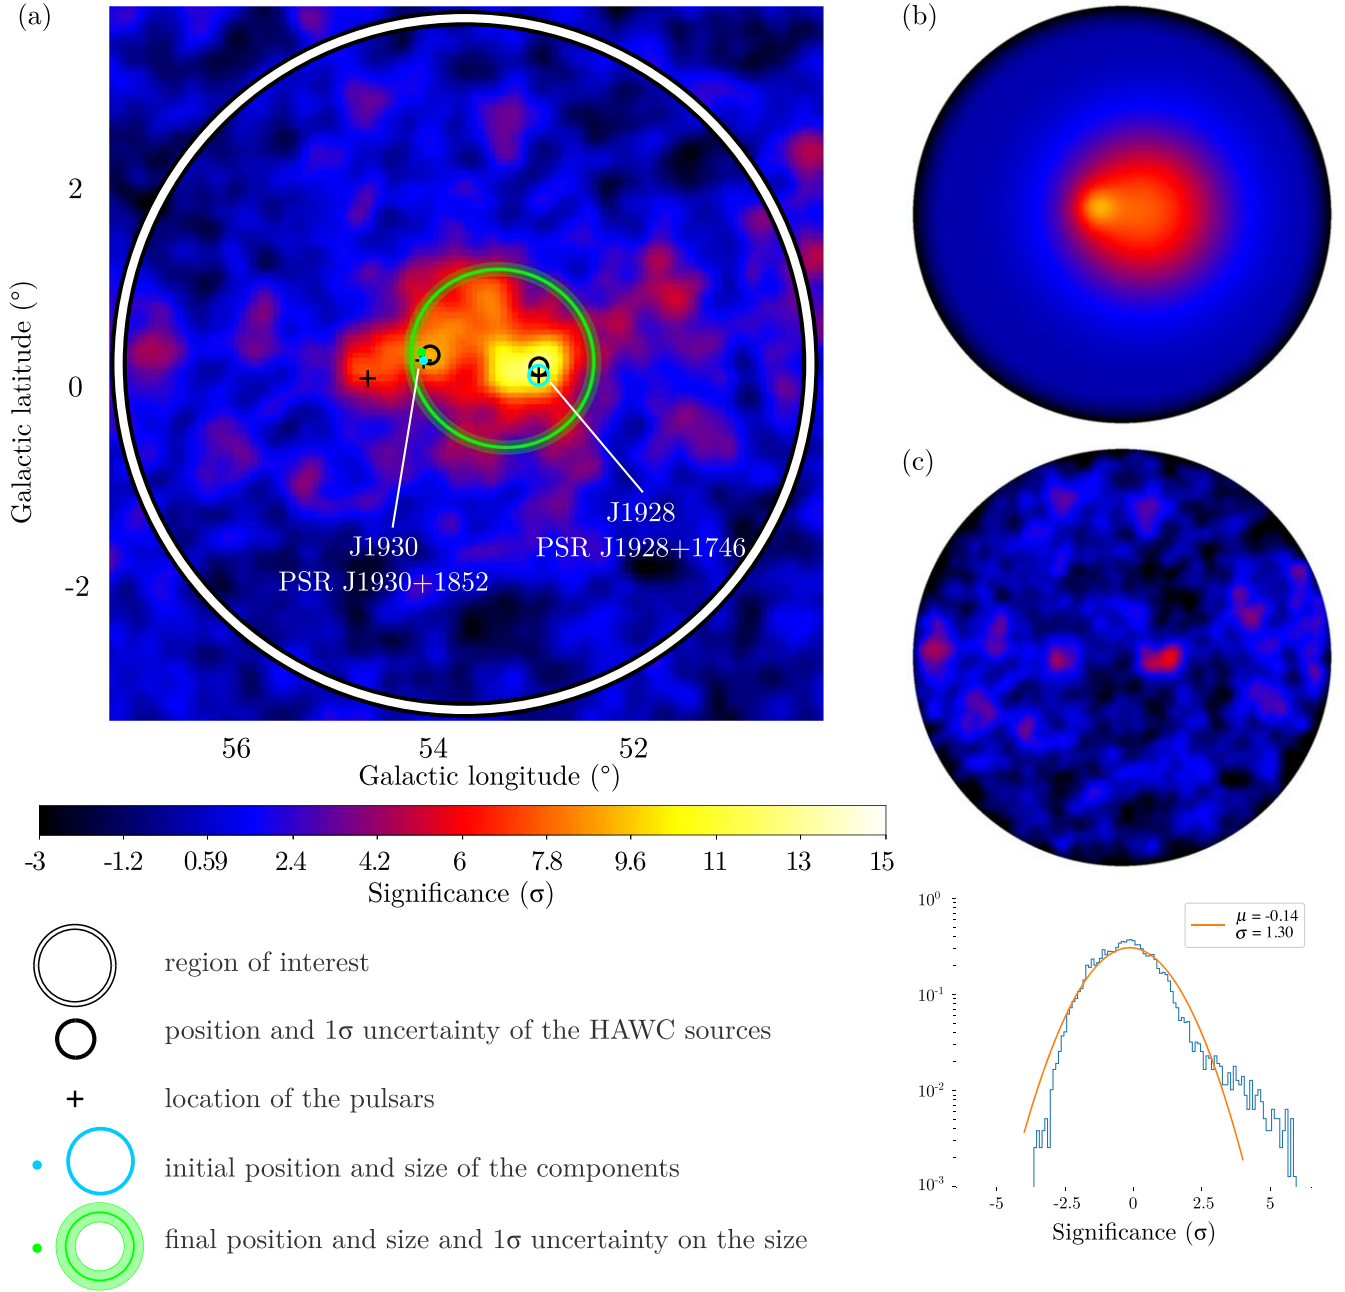 (a)
2
0
-2
Galactic latitude (°)
J1930
PSR J1930+1852
J1928
PSR J1928+1746
56 54 52
Galactic longitude (°)
-3 -1.2 0.59 2.4 4.2 6 7.8 9.6 11 13 15
Significance (σ)
region of interest
position and 1σ uncertainty of the HAWC sources
location of the pulsars
initial position and size of the components
final position and size and 1σ uncertainty on the size
(b)
(c)
10⁰
10⁻¹
10⁻²
10⁻³
μ = -0.14
σ = 1.30
-5 -2.5 0 2.5 5
Significance (σ)